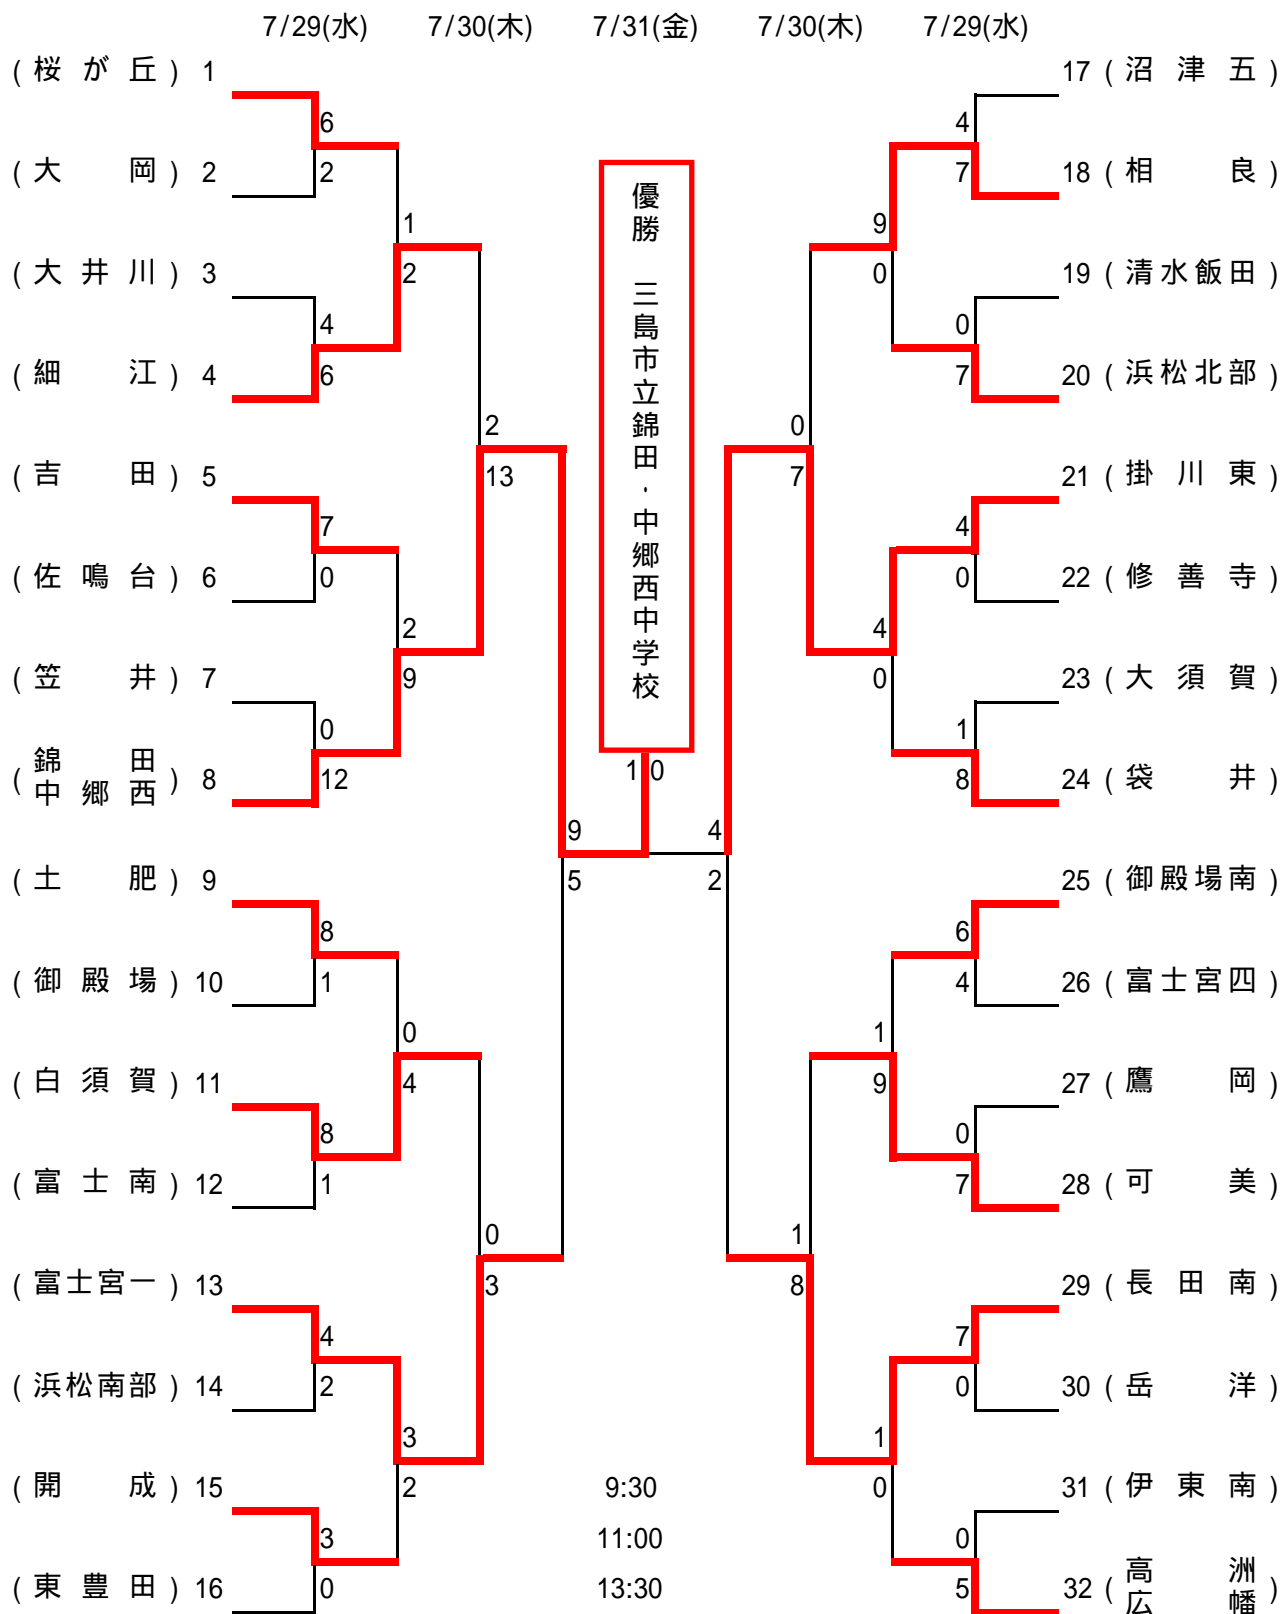 7/29(水) 7/30(木) 7/31(金) 7/30(木) 7/29(水)
(桜が丘) 1
6
2
(大岡) 2
1
2
(大井川) 3
4
6
(細江) 4
2
13
(吉田) 5
7
0
(佐鳴台) 6
2
9
(笠井) 7
0
12
(錦田
中郷西) 8
9
5
(土肥) 9
8
1
(御殿場) 10
0
4
(白須賀) 11
8
1
(富士南) 12
0
3
(富士宮一) 13
4
2
(浜松南部) 14
3
2
(開成) 15
3
0
(東豊田) 16
優勝 三島市立錦田・中郷西中学校
1 0
9:30
11:00
13:30
17 (沼津五)
4
7
18 (相良)
9
0
19 (清水飯田)
0
7
20 (浜松北部)
0
7
21 (掛川東)
4
0
22 (修善寺)
4
0
23 (大須賀)
1
8
24 (袋井)
4
2
25 (御殿場南)
6
4
26 (富士宮四)
1
9
27 (鷹岡)
0
7
28 (可美)
1
8
29 (長田南)
7
0
30 (岳洋)
1
0
31 (伊東南)
0
5
32 (高洲
広幡)